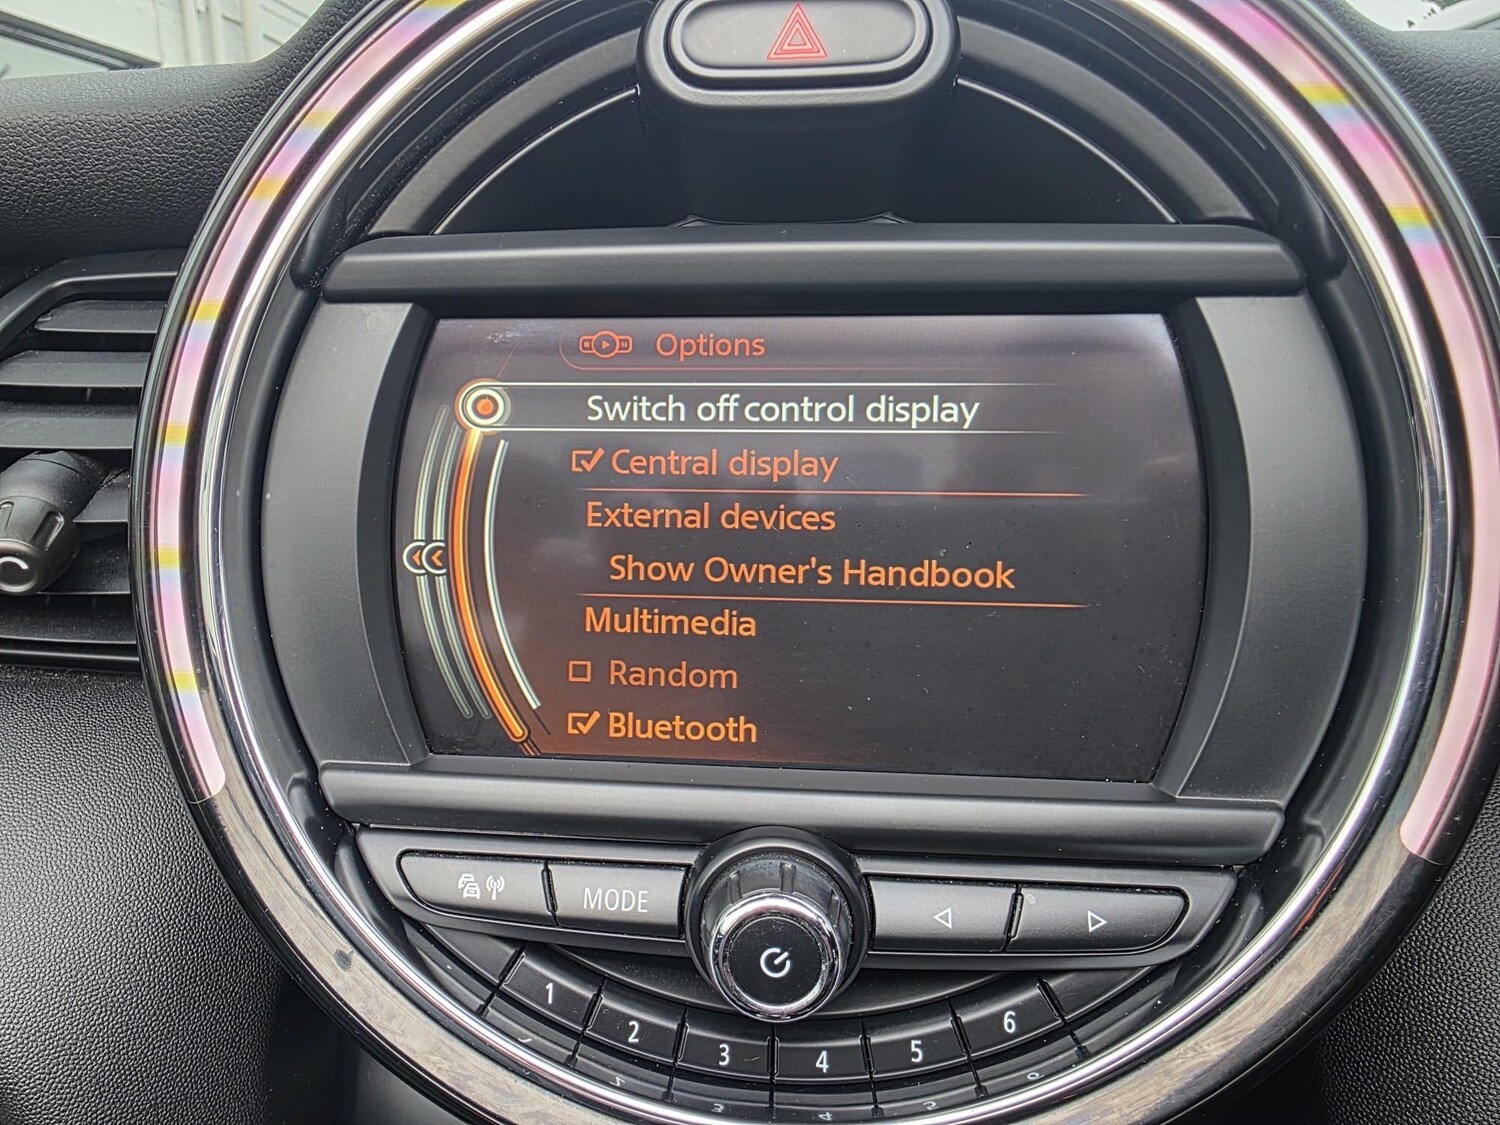 Options
Switch off control display
Central display
External devices
Show Owner's Handbook
Multimedia
Random
Bluetooth
MODE
1 2 3 4 5 6